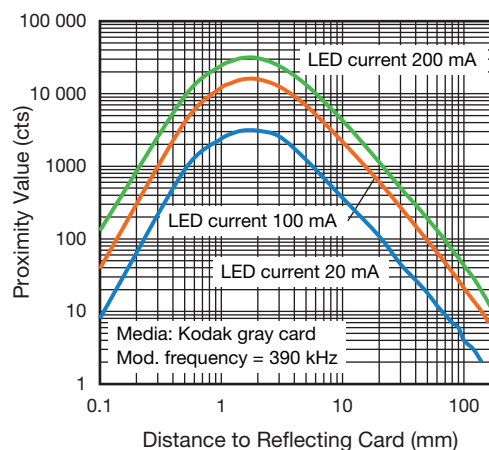 100 000
10 000
1000
100
10
1
Proximity Value (cts)
LED current 200 mA
LED current 100 mA
LED current 20 mA
Media: Kodak gray card
Mod. frequency = 390 kHz
0.1
1
10
100
Distance to Reflecting Card (mm)